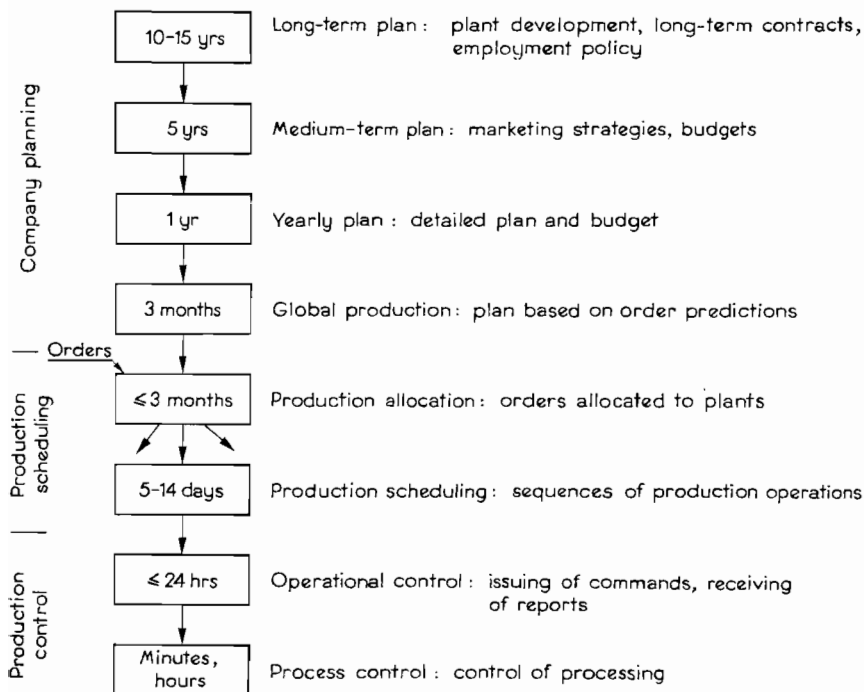 10-15 yrs
Long-term plan : plant development, long-term contracts,
employment policy
5 yrs
Medium-term plan : marketing strategies, budgets
Company planning
1 yr
Yearly plan : detailed plan and budget
3 months
Global production : plan based on order predictions
Orders
≤3 months
Production allocation : orders allocated to plants
Production
scheduling
5-14 days
Production scheduling : sequences of production operations
≤ 24 hrs
Operational control : issuing of commands, receiving
of reports
Production
control
Minutes,
hours
Process control : control of processing